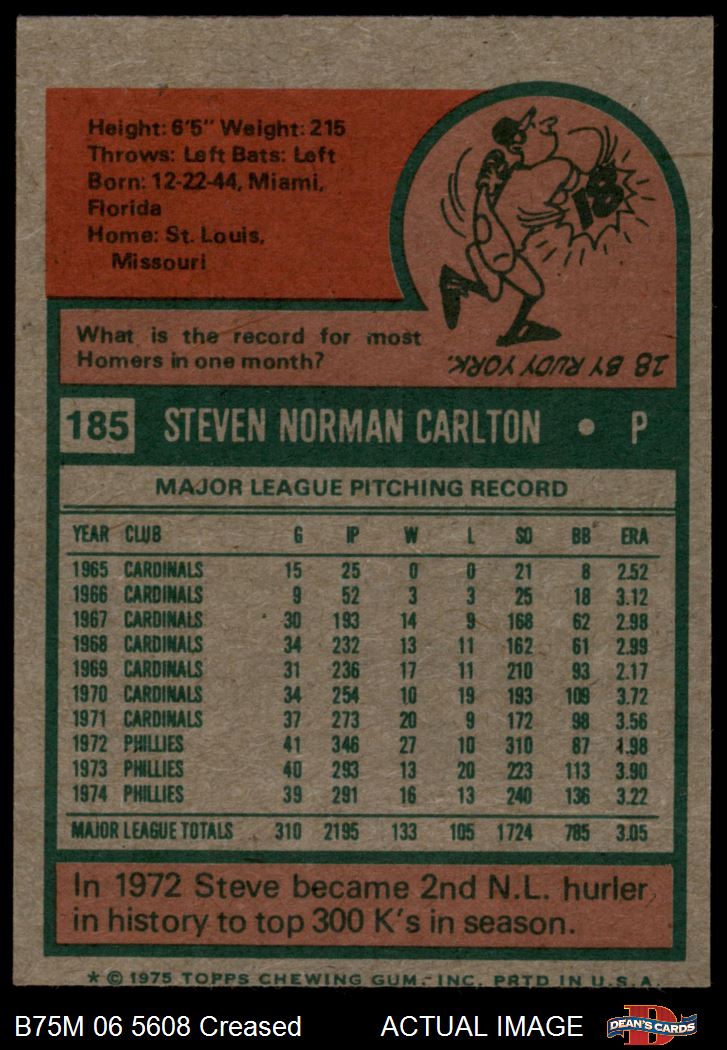 Height: 6'5" Weight: 215
Throws: Left Bats: Left
Born: 12-22-44, Miami,
Florida
Home: St. Louis,
Missouri
18
What is the record for most
Homers in one month?
18 BY RUDY YORK.
185 STEVEN NORMAN CARLTON • P
MAJOR LEAGUE PITCHING RECORD
YEAR CLUB G IP W L SO BB ERA
1965 CARDINALS 15 25 0 0 21 8 2.52
1966 CARDINALS 9 52 3 3 25 18 3.12
1967 CARDINALS 30 193 14 9 168 62 2.98
1968 CARDINALS 34 232 13 11 162 61 2.99
1969 CARDINALS 31 236 17 11 210 93 2.17
1970 CARDINALS 34 254 10 19 193 109 3.72
1971 CARDINALS 37 273 20 9 172 98 3.56
1972 PHILLIES 41 346 27 10 310 87 1.98
1973 PHILLIES 40 293 13 20 223 113 3.90
1974 PHILLIES 39 291 16 13 240 136 3.22
MAJOR LEAGUE TOTALS 310 2195 133 105 1724 785 3.05
In 1972 Steve became 2nd N.L. hurler
in history to top 300 K's in season.
* © 1975 TOPPS CHEWING GUM, INC. PRTD IN U.S.A.
B75M 06 5608 Creased ACTUAL IMAGE
D
DEAN'S CARDS